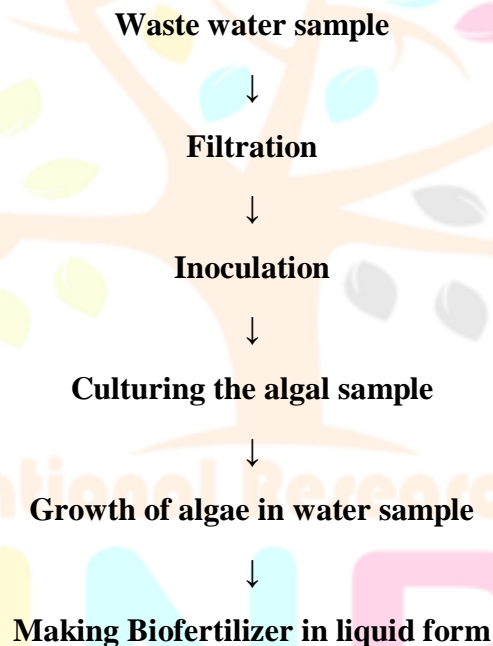 Waste water sample
↓
Filtration
↓
Inoculation
↓
Culturing the algal sample
↓
Growth of algae in water sample
↓
Making Biofertilizer in liquid form